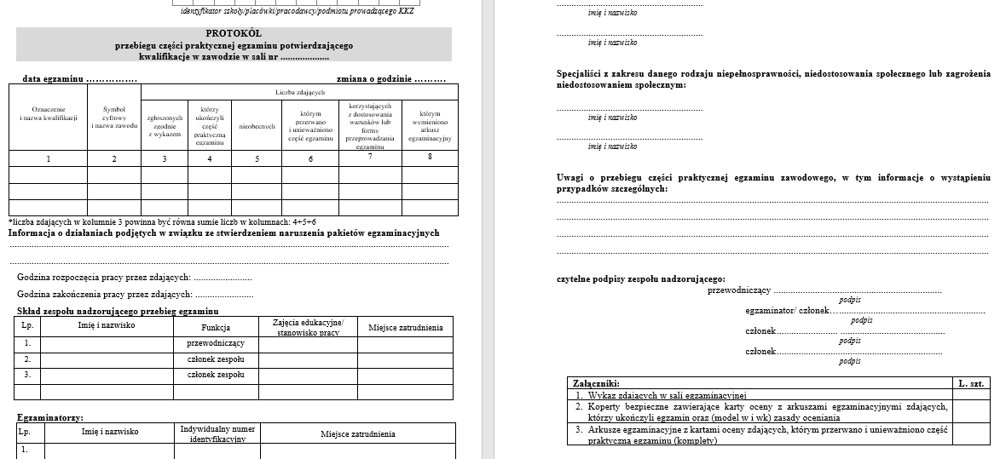 identyfikator szkoły/placówki/pracodawcy/podmiotu prowadzącego KKZ
PROTOKÓŁ
przebiegu części praktycznej egzaminu potwierdzającego
kwalifikacje w zawodzie w sali nr ...................
data egzaminu ……………. zmiana o godzinie ……….
Oznaczenie
i nazwa kwalifikacji
Symbol
cyfrowy
i nazwa zawodu
Liczba zdających
zgłoszonych
zgodnie
z wykazem
którzy
ukończyli
część
praktyczną
egzaminu
nieobecnych
którym
przerwano
i unieważniono
część egzaminu
korzystających
z dostosowania
warunków lub
formy
przeprowadzania
egzaminu
którym
wymieniono
arkusz
egzaminacyjny
1 2 3 4 5 6 7 8
*liczba zdających w kolumnie 3 powinna być równa sumie liczb w kolumnach: 4+5+6
Informacja o działaniach podjętych w związku ze stwierdzeniem naruszenia pakietów egzaminacyjnych
Godzina rozpoczęcia pracy przez zdających: ........................
Godzina zakończenia pracy przez zdających: ........................
Skład zespołu nadzorującego przebieg egzaminu
Lp. Imię i nazwisko Funkcja Zajęcia edukacyjne/
stanowisko pracy Miejsce zatrudnienia
1. przewodniczący
2. członek zespołu
3. członek zespołu
Egzaminatorzy:
Lp. Imię i nazwisko Indywidualny numer
identyfikacyjny Miejsce zatrudnienia
1.
imię i nazwisko
imię i nazwisko
Specjaliści z zakresu danego rodzaju niepełnosprawności, niedostosowania społecznego lub zagrożenia
niedostosowaniem społecznym:
imię i nazwisko
imię i nazwisko
Uwagi o przebiegu części praktycznej egzaminu zawodowego, w tym informacje o wystąpieniu
przypadków szczególnych:
czytelne podpisy zespołu nadzorującego:
przewodniczący ......................................................................
podpis
egzaminator/ członek….............................................................
podpis
członek......................... ...........................................
podpis
członek......................................................................
podpis
Załączniki: L. szt.
1. Wykaz zdających w sali egzaminacyjnej
2. Koperty bezpieczne zawierające karty oceny z arkuszami egzaminacyjnymi zdających,
którzy ukończyli egzamin oraz (model w i wk) zasady oceniania
3. Arkusze egzaminacyjne z kartami oceny zdających, którym przerwano i unieważniono część
praktyczną egzaminu (komplety)